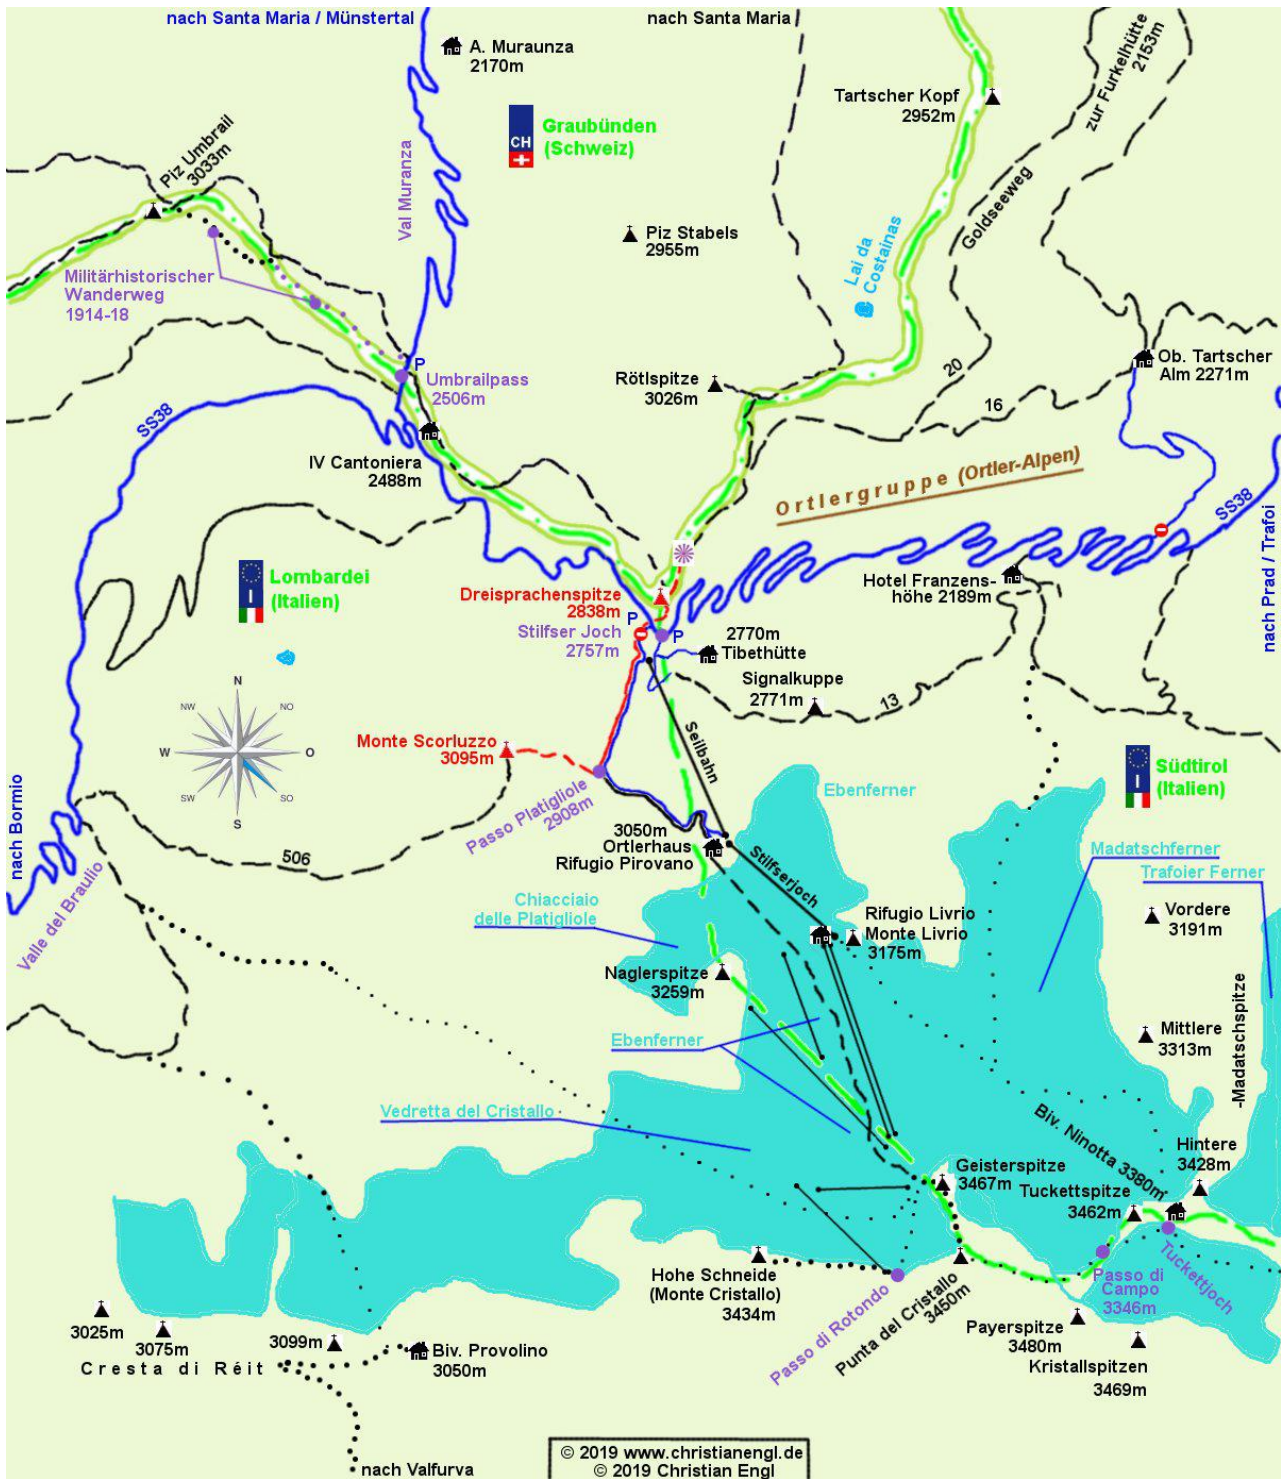 nach Santa Maria / Münstertal
nach Santa Maria
A. Muraunza
2170m
zur Furkelhütte
2153m
Tartscher Kopf
2952m
CH
Graubünden
(Schweiz)
Piz Umbrail
3033m
Val Muranza
Piz Stabels
2955m
Lai da
Costainas
Goldseeweg
Militärhistorischer
Wanderweg
1914-18
P
Umbrailpass
2506m
Rötlspitze
3026m
20
16
Ob. Tartscher
Alm 2271m
SS38
IV Cantoniera
2488m
Ortlergruppe (Ortler-Alpen)
SS38
nach Prad / Trafoi
I
Lombardei
(Italien)
Dreisprachenspitze
2838m
P
P
Stilfser Joch
2757m
2770m
Tibethütte
Hotel Franzens-
höhe 2189m
Signalkuppe
2771m
13
N
NW
NO
W
O
SW
SO
S
Monte Scorluzzo
3095m
Seilbahn
I
Südtirol
(Italien)
Ebenferner
Passo Platigliole
2908m
nach Bormio
506
3050m
Ortlerhaus
Rifugio Pirovano
Stilfserjoch
Madatschferner
Trafoier Ferner
Valle del Braulio
Chiacciaio
delle Platigliole
Rifugio Livrio
Monte Livrio
3175m
Vordere
3191m
Naglerspitze
3259m
Ebenferner
Mittlere
3313m
-Madatschspitze
Vedretta del Cristallo
Biv. Ninotta 3380m
Hintere
3428m
Geisterspitze
3467m
Tuckettspitze
3462m
Tuckettjoch
Passo di
Campo
3346m
Hohe Schneide
(Monte Cristallo)
3434m
Passo di Rotondo
Punta del Cristallo
3450m
Payerspitze
3480m
Kristallspitzen
3469m
3025m
3075m
3099m
Cresta di Réit
Biv. Provolino
3050m
nach Valfurva
© 2019 www.christianengl.de
© 2019 Christian Engl